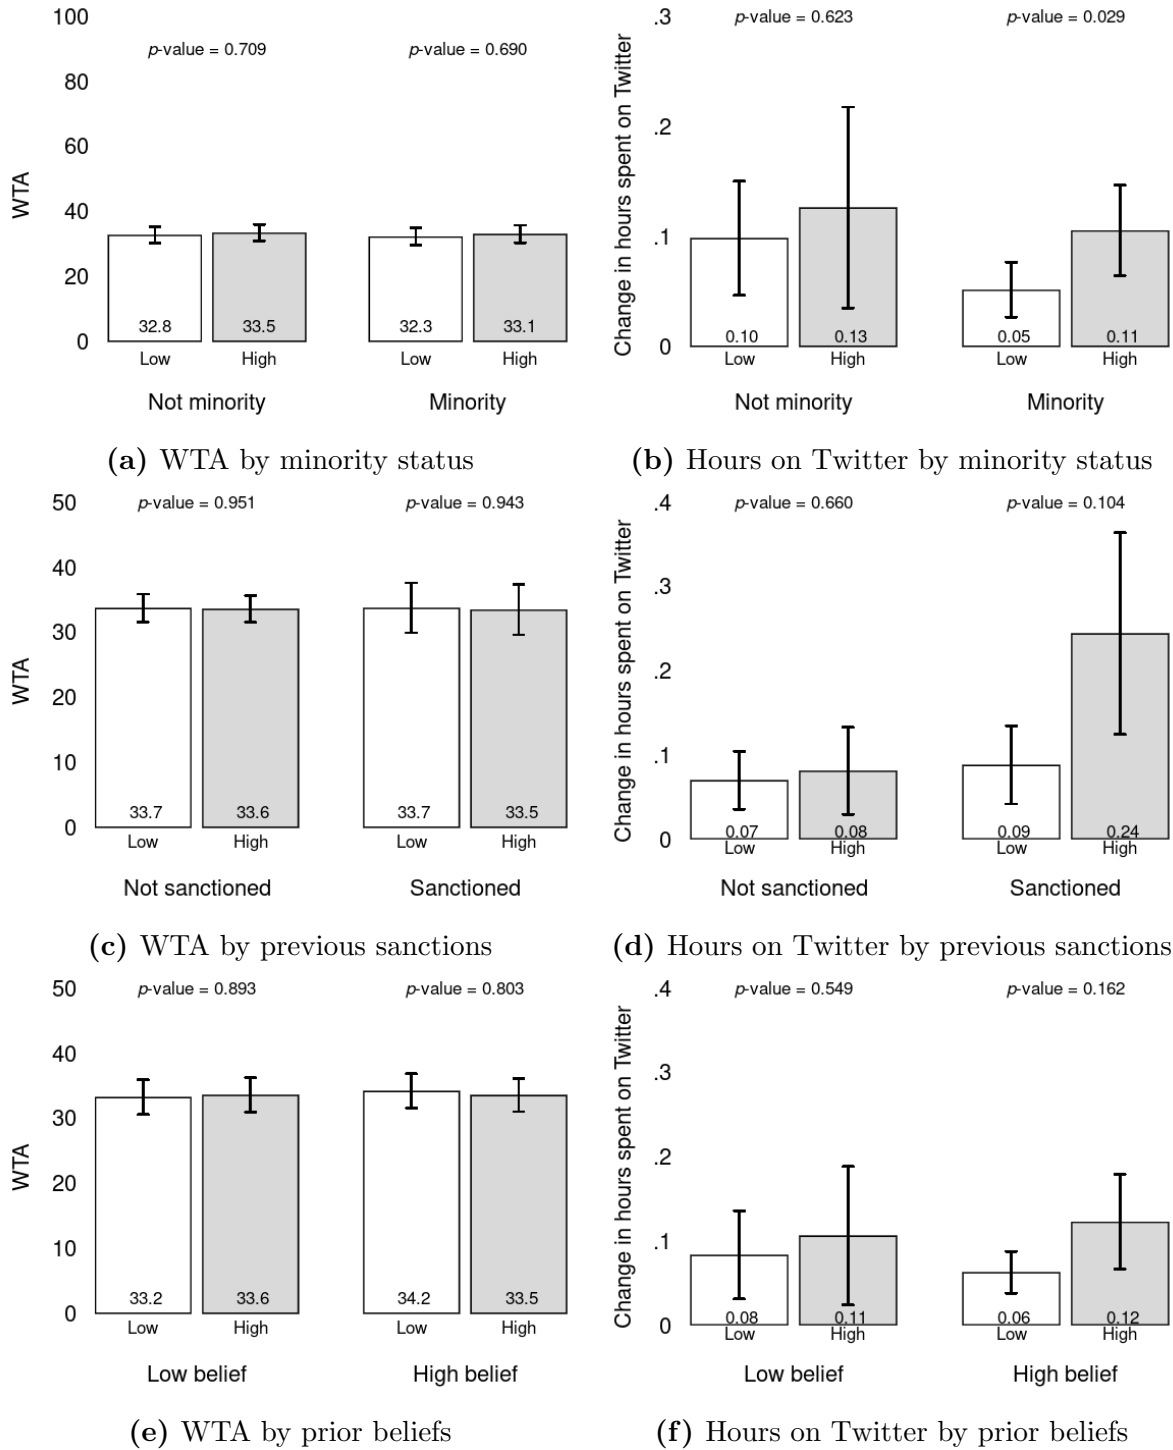 100
80
60
40
20
0
WTA
p-value = 0.709
p-value = 0.690
32.8
33.5
32.3
33.1
Low
High
Low
High
Not minority
Minority
(a) WTA by minority status
.3
.2
.1
0
Change in hours spent on Twitter
p-value = 0.623
p-value = 0.029
0.10
0.13
0.05
0.11
Low
High
Low
High
Not minority
Minority
(b) Hours on Twitter by minority status
50
40
30
20
10
0
WTA
p-value = 0.951
p-value = 0.943
33.7
33.6
33.7
33.5
Low
High
Low
High
Not sanctioned
Sanctioned
(c) WTA by previous sanctions
.4
.3
.2
.1
0
Change in hours spent on Twitter
p-value = 0.660
p-value = 0.104
0.07
0.08
0.09
0.24
Low
High
Low
High
Not sanctioned
Sanctioned
(d) Hours on Twitter by previous sanctions
50
40
30
20
10
0
WTA
p-value = 0.893
p-value = 0.803
33.2
33.6
34.2
33.5
Low
High
Low
High
Low belief
High belief
(e) WTA by prior beliefs
.4
.3
.2
.1
0
Change in hours spent on Twitter
p-value = 0.549
p-value = 0.162
0.08
0.11
0.06
0.12
Low
High
Low
High
Low belief
High belief
(f) Hours on Twitter by prior beliefs